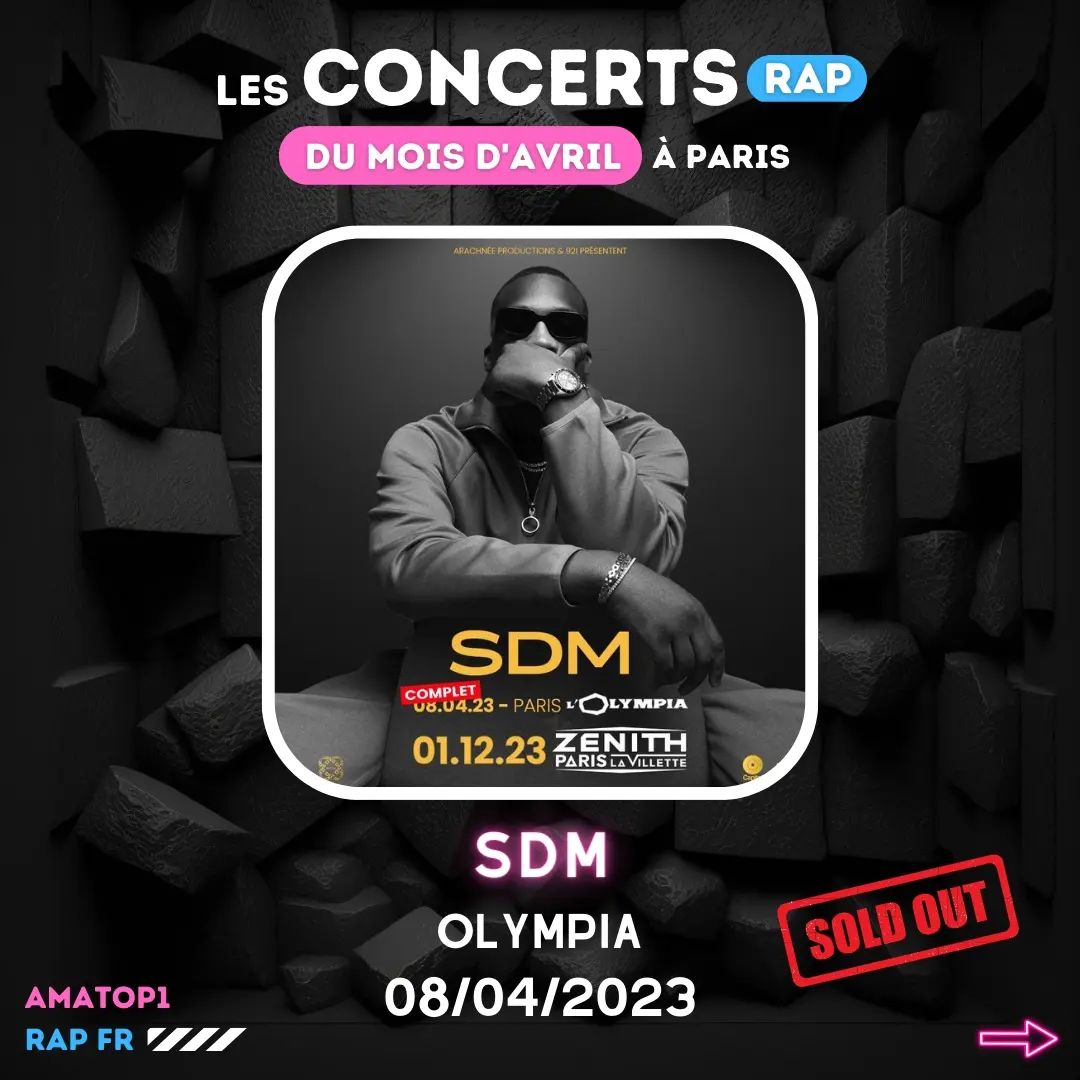 LES CONCERTS RAP
DU MOIS D'AVRIL À PARIS
ARACHNÉE PRODUCTIONS & 92I PRÉSENTENT
SDM
COMPLET
08.04.23 - PARIS L'OLYMPIA
01.12.23 ZENITH
PARIS LA VILLETTE
SDM
OLYMPIA
SOLD OUT
08/04/2023
AMATOP1
RAP FR